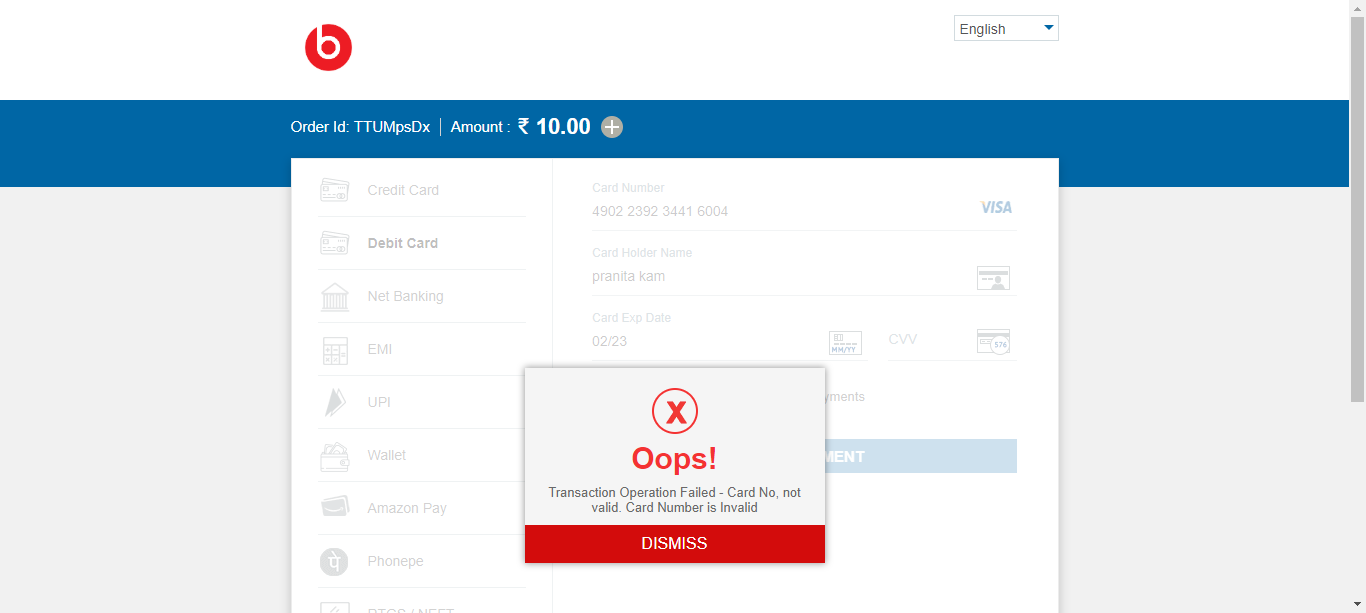 b
English
Order Id: TTUMpsDx | Amount : ₹ 10.00
Credit Card
Debit Card
Net Banking
EMI
UPI
Wallet
Amazon Pay
Phonepe
RTGS / NEFT
Card Number
4902 2392 3441 6004
VISA
Card Holder Name
pranita kam
Card Exp Date
02/23
MM/YY
CVV
576
yments
MENT
X
Oops!
Transaction Operation Failed - Card No, not
valid. Card Number is Invalid
DISMISS